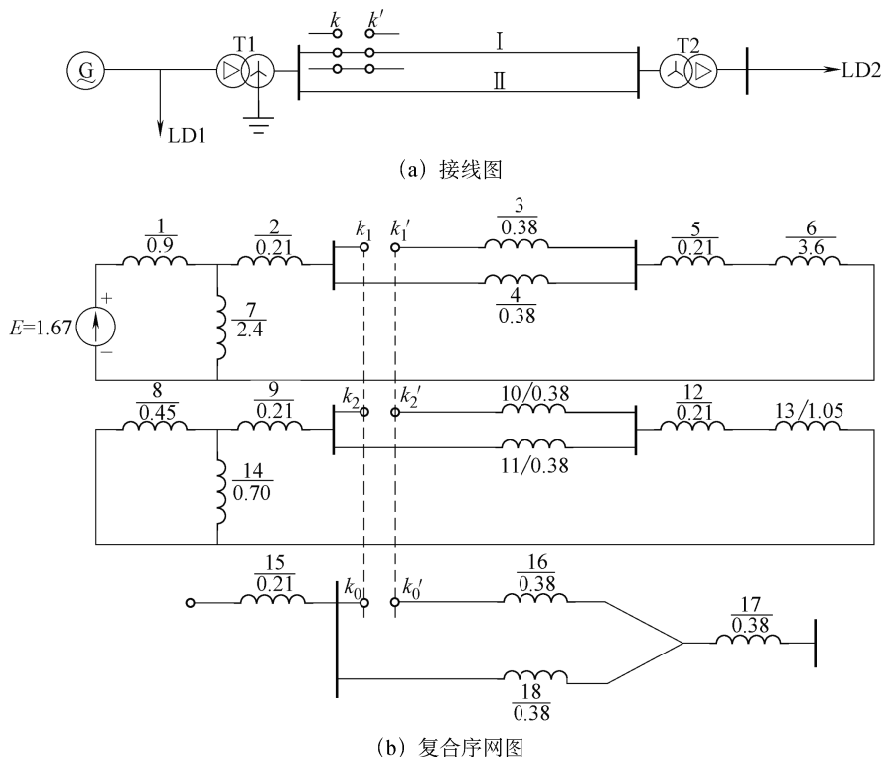 k k′
T1 Ⅰ T2
G Ⅱ LD2
LD1
(a) 接线图
1/0.9 2/0.21 k₁ k₁′ 3/0.38 5/0.21 6/3.6
4/0.38
7/2.4
E=1.67
+
−
8/0.45 9/0.21 k₂ k₂′ 10/0.38 12/0.21 13/1.05
11/0.38
14/0.70
15/0.21 k₀ k₀′ 16/0.38
17/0.38
18/0.38
(b) 复合序网图